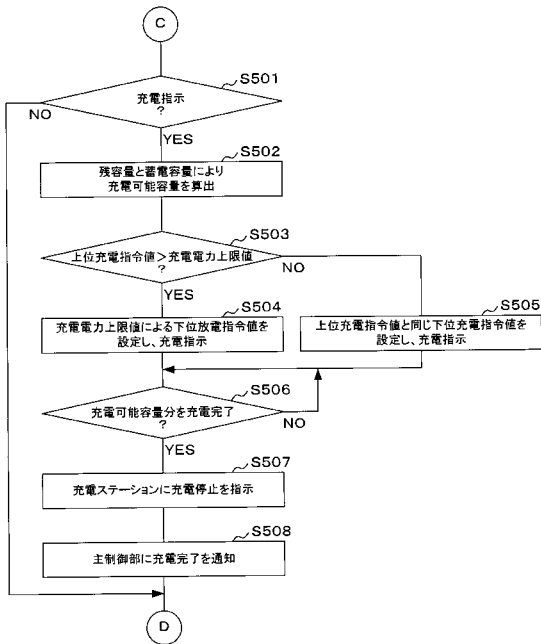 C
S501
充電指示
?
NO
YES
S502
残容量と蓄電容量により
充電可能容量を算出
S503
上位充電指令値＞充電電力上限値
?
NO
YES
S504
充電電力上限値による下位放電指令値を
設定し、充電指示
S505
上位充電指令値と同じ下位充電指令値を
設定し、充電指示
S506
充電可能容量分を充電完了
?
NO
YES
S507
充電ステーションに充電停止を指示
S508
主制御部に充電完了を通知
D